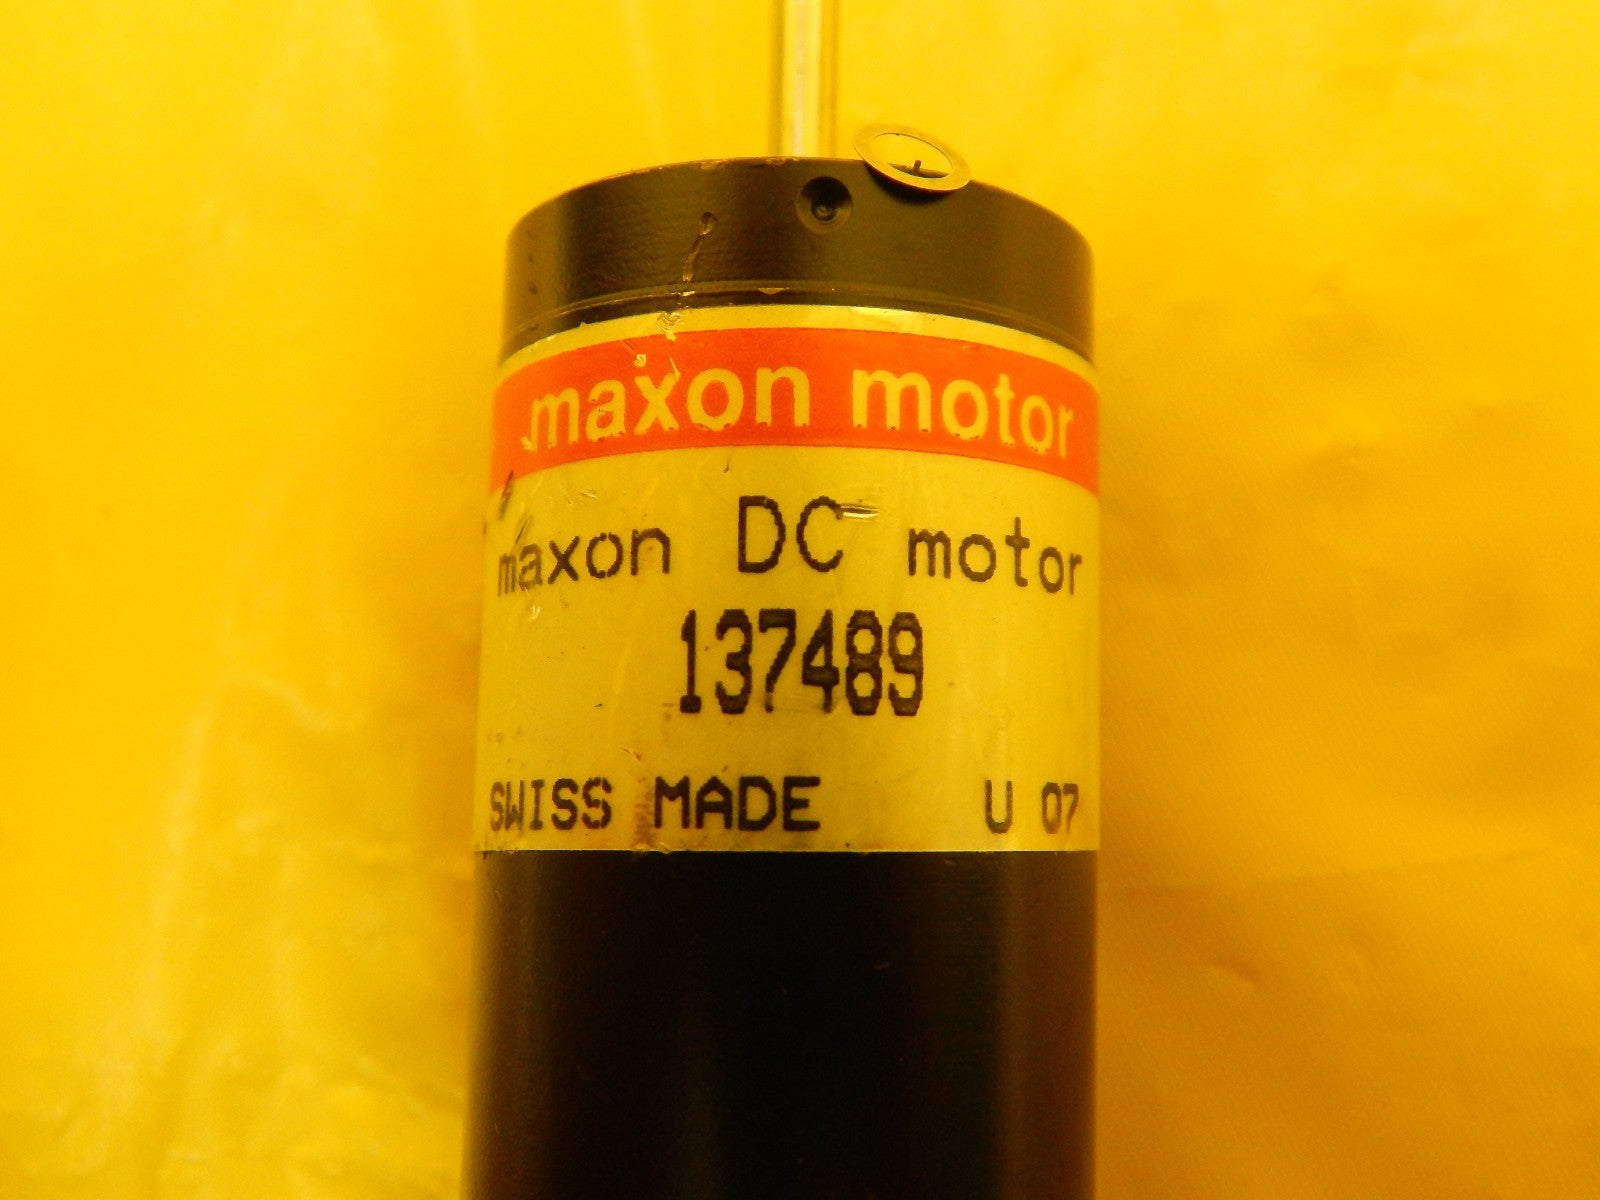 maxon motor
maxon DC motor
137489
SWISS MADE U 07